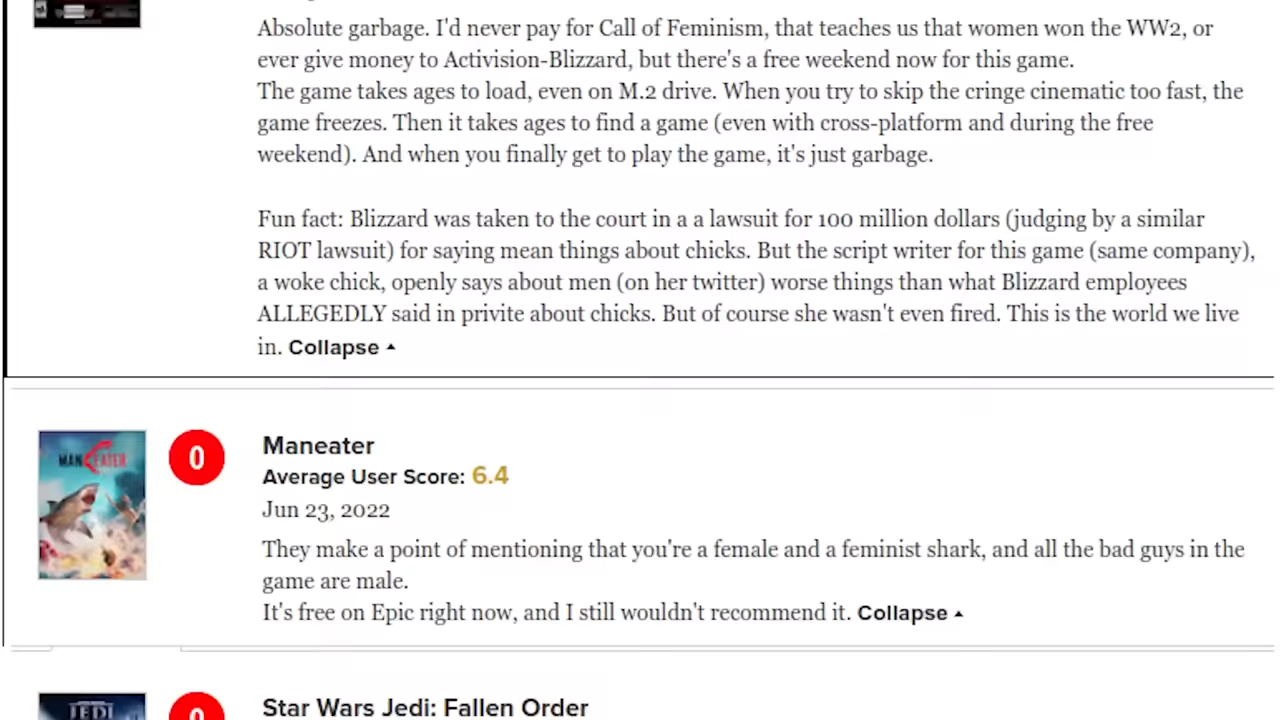 Absolute garbage. I'd never pay for Call of Feminism, that teaches us that women won the WW2, or
ever give money to Activision-Blizzard, but there's a free weekend now for this game.
The game takes ages to load, even on M.2 drive. When you try to skip the cringe cinematic too fast, the
game freezes. Then it takes ages to find a game (even with cross-platform and during the free
weekend). And when you finally get to play the game, it's just garbage.
Fun fact: Blizzard was taken to the court in a a lawsuit for 100 million dollars (judging by a similar
RIOT lawsuit) for saying mean things about chicks. But the script writer for this game (same company),
a woke chick, openly says about men (on her twitter) worse things than what Blizzard employees
ALLEGEDLY said in privite about chicks. But of course she wasn't even fired. This is the world we live
in. Collapse
MANEATER
0
Maneater
Average User Score: 6.4
Jun 23, 2022
They make a point of mentioning that you're a female and a feminist shark, and all the bad guys in the
game are male.
It's free on Epic right now, and I still wouldn't recommend it. Collapse
JEDI
0
Star Wars Jedi: Fallen Order